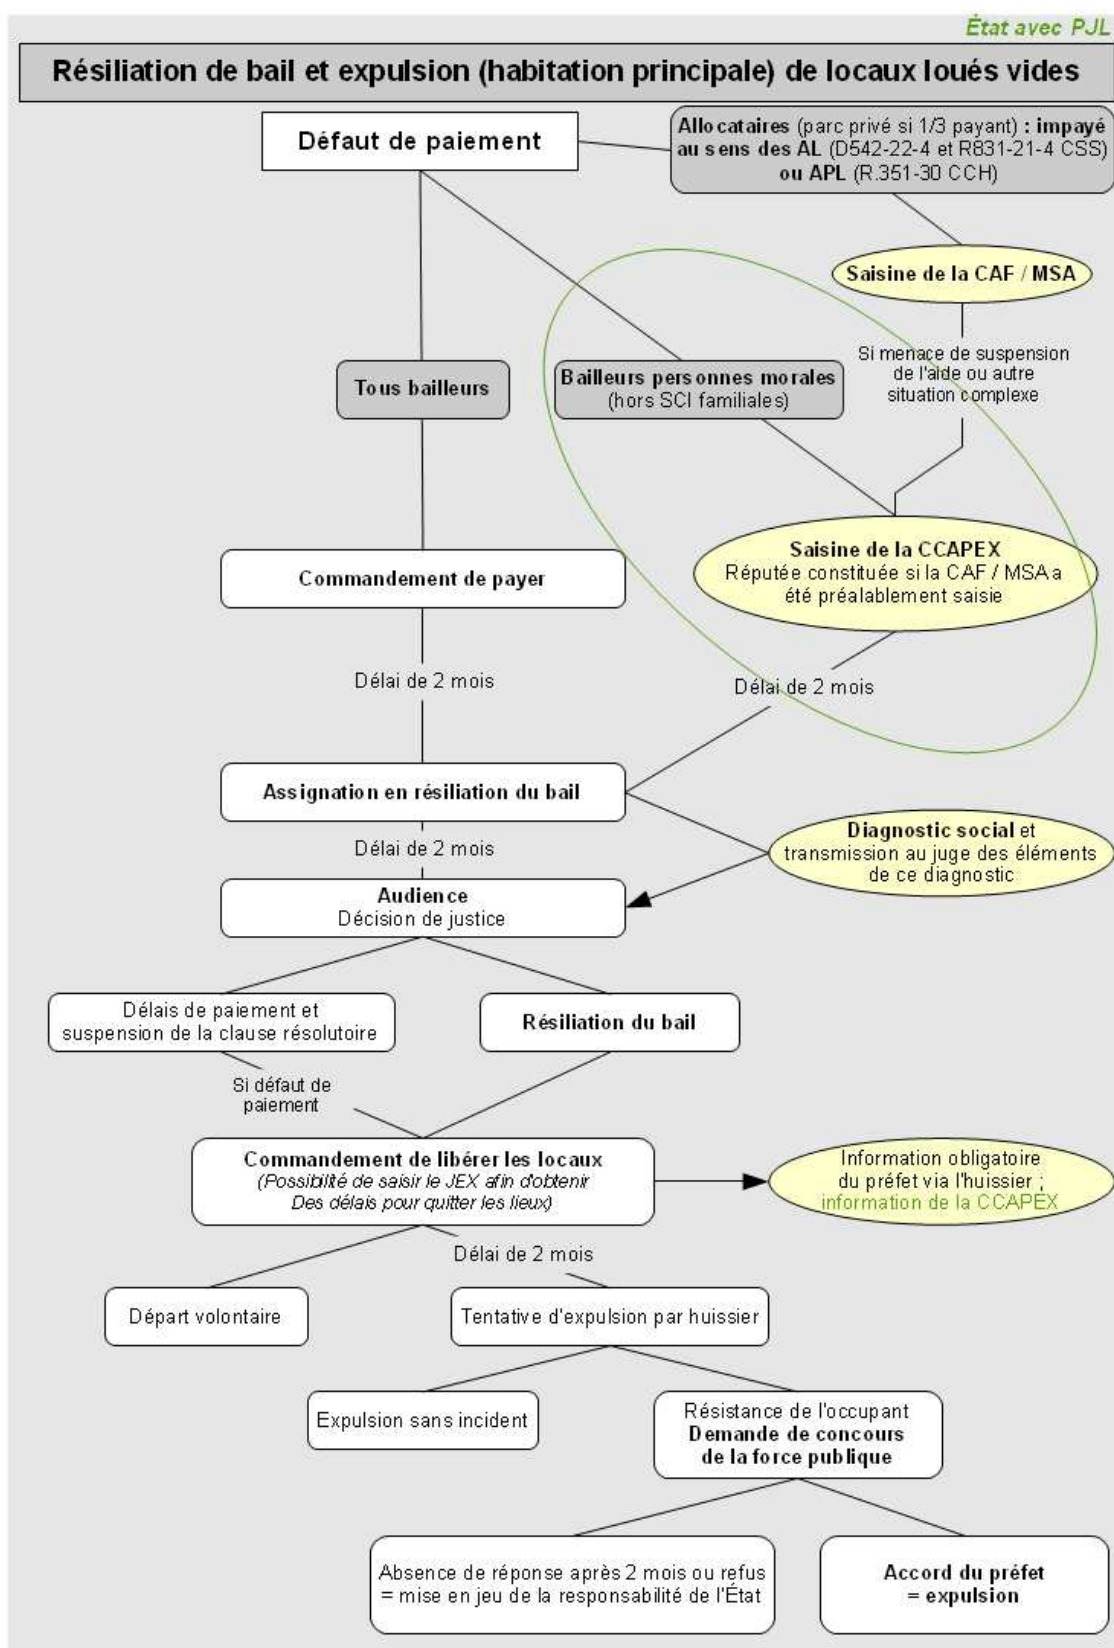 État avec PJL
Résiliation de bail et expulsion (habitation principale) de locaux loués vides
Défaut de paiement
Allocataires (parc privé si 1/3 payant) : impayé
au sens des AL (D542-22-4 et R831-21-4 CSS)
ou APL (R.351-30 CCH)
Saisine de la CAF / MSA
Si menace de suspension
de l'aide ou autre
situation complexe
Tous bailleurs
Bailleurs personnes morales
(hors SCI familiales)
Saisine de la CCAPEX
Réputée constituée si la CAF / MSA a
été préalablement saisie
Commandement de payer
Délai de 2 mois
Délai de 2 mois
Assignation en résiliation du bail
Délai de 2 mois
Diagnostic social et
transmission au juge des éléments
de ce diagnostic
Audience
Décision de justice
Délais de paiement et
suspension de la clause résolutoire
Résiliation du bail
Si défaut de
paiement
Commandement de libérer les locaux
(Possibilité de saisir le JEX afin d'obtenir
Des délais pour quitter les lieux)
Information obligatoire
du préfet via l'huissier ;
information de la CCAPEX
Délai de 2 mois
Départ volontaire
Tentative d'expulsion par huissier
Expulsion sans incident
Résistance de l'occupant
Demande de concours
de la force publique
Absence de réponse après 2 mois ou refus
= mise en jeu de la responsabilité de l'État
Accord du préfet
= expulsion